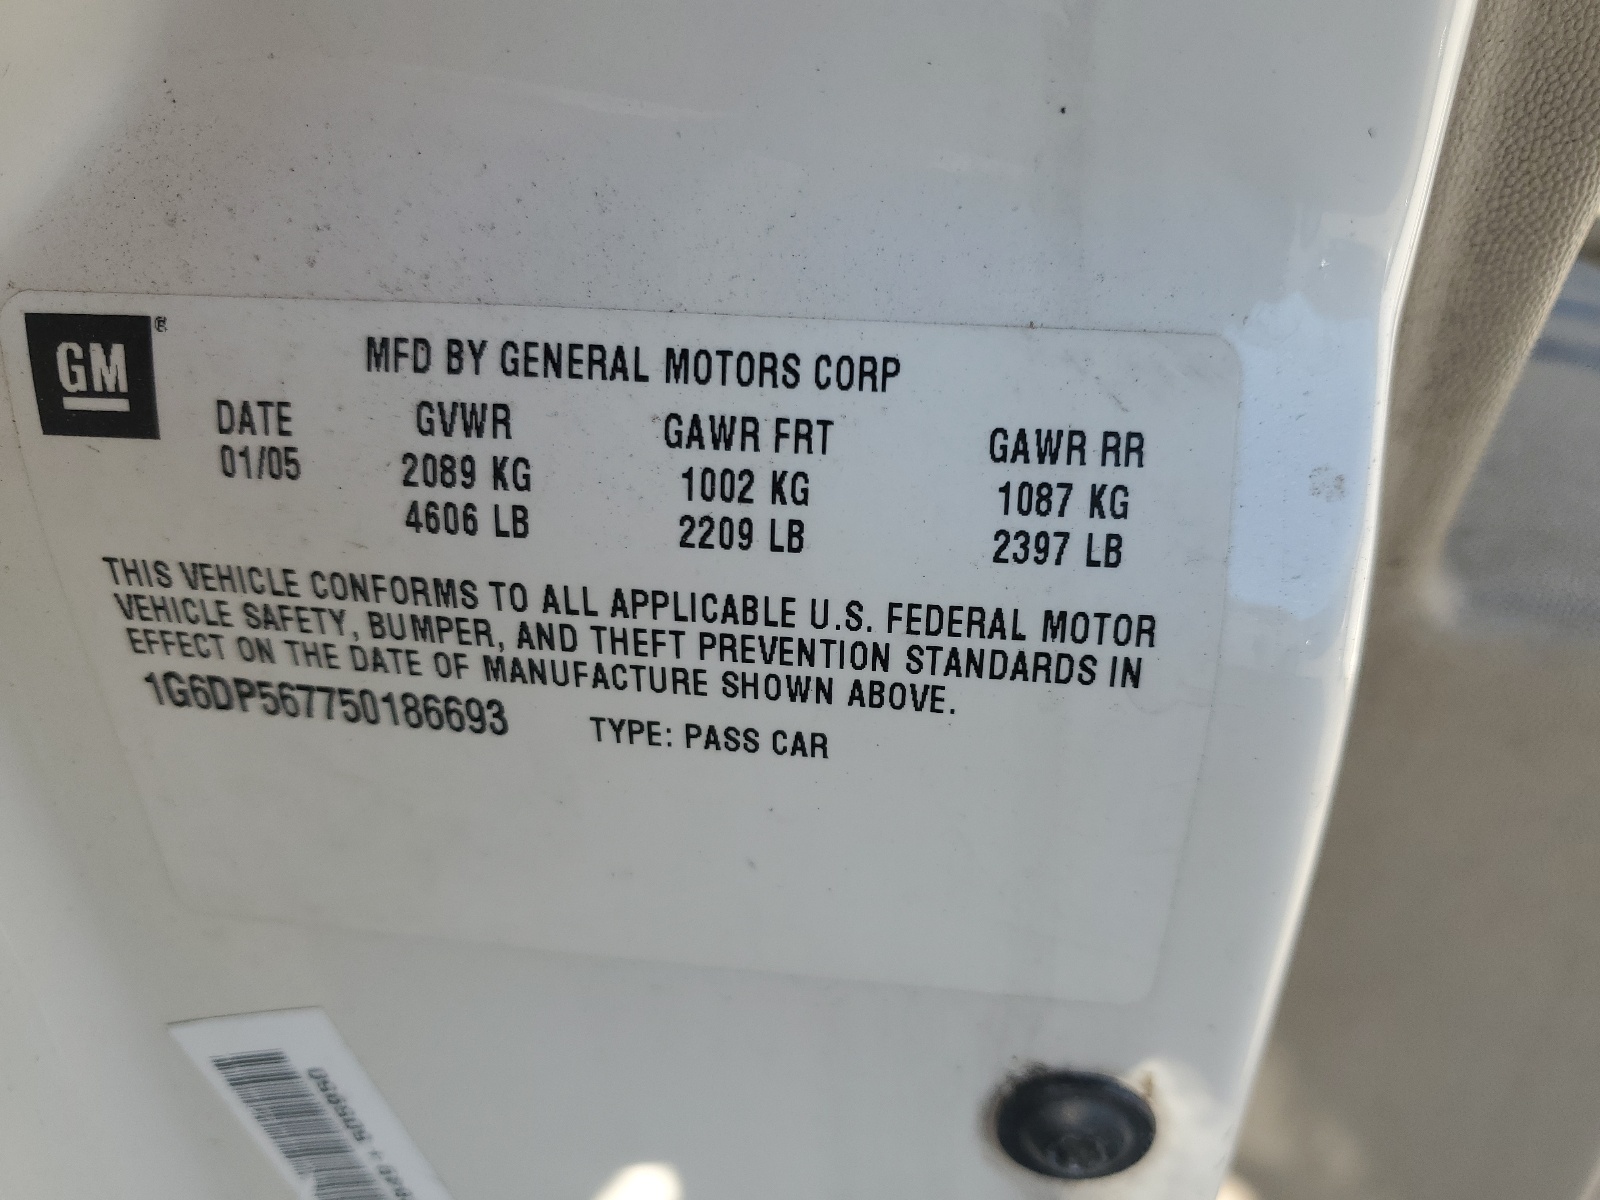 GM®
MFD BY GENERAL MOTORS CORP
DATE GVWR GAWR FRT GAWR RR
01/05 2089 KG 1002 KG 1087 KG
4606 LB 2209 LB 2397 LB
THIS VEHICLE CONFORMS TO ALL APPLICABLE U.S. FEDERAL MOTOR
VEHICLE SAFETY, BUMPER, AND THEFT PREVENTION STANDARDS IN
EFFECT ON THE DATE OF MANUFACTURE SHOWN ABOVE.
1G6DP567750186693 TYPE: PASS CAR